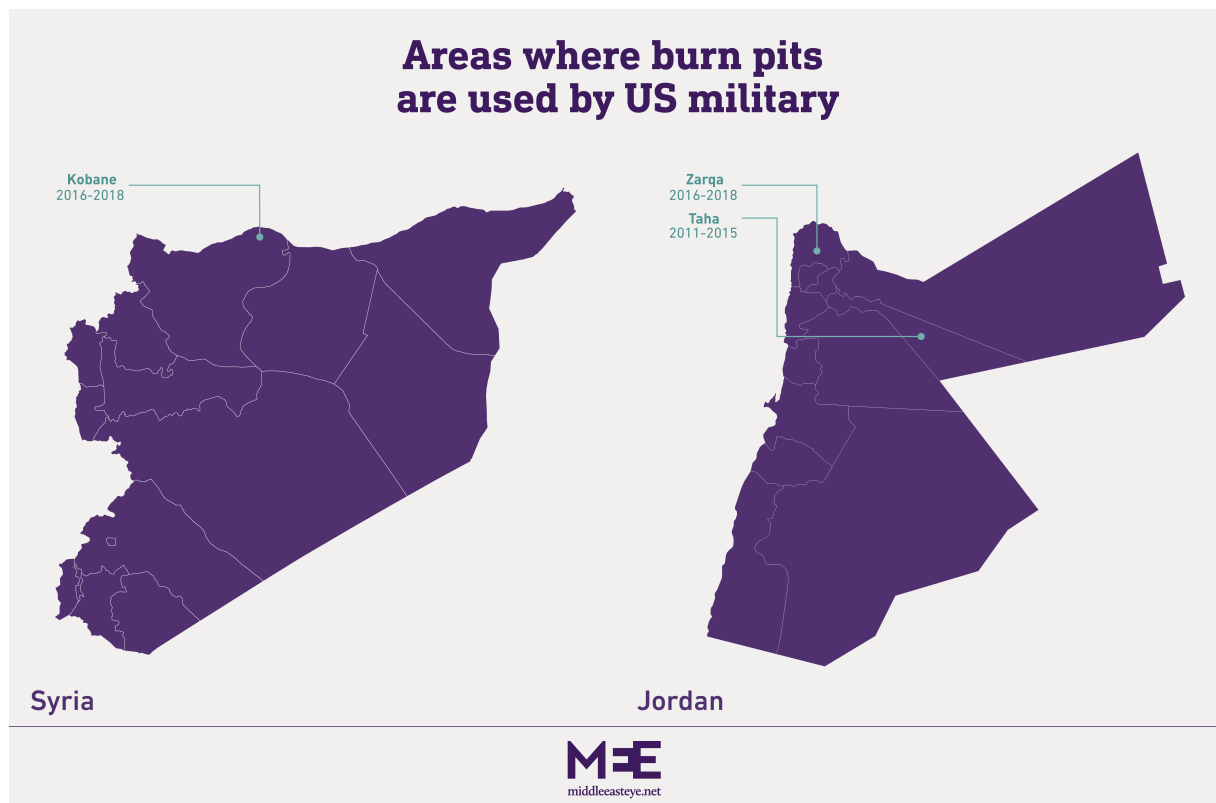 Areas where burn pits
are used by US military
Kobane
2016-2018
Zarqa
2016-2018
Taha
2011-2015
Syria
Jordan
MEE
middleeasteye.net